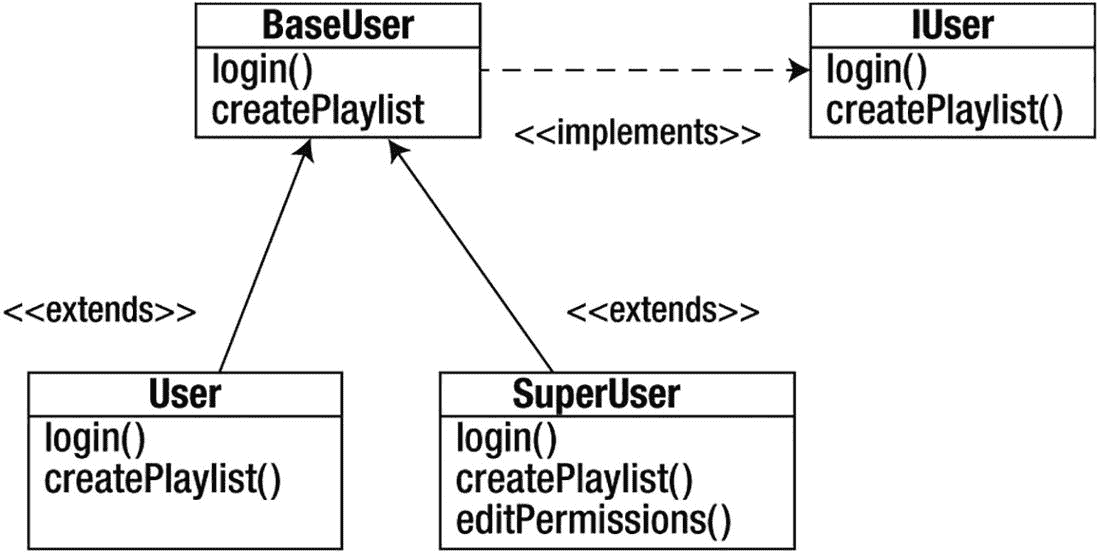 BaseUser
login()
createPlaylist
IUser
login()
createPlaylist()
<<implements>>
<<extends>>
<<extends>>
User
login()
createPlaylist()
SuperUser
login()
createPlaylist()
editPermissions()